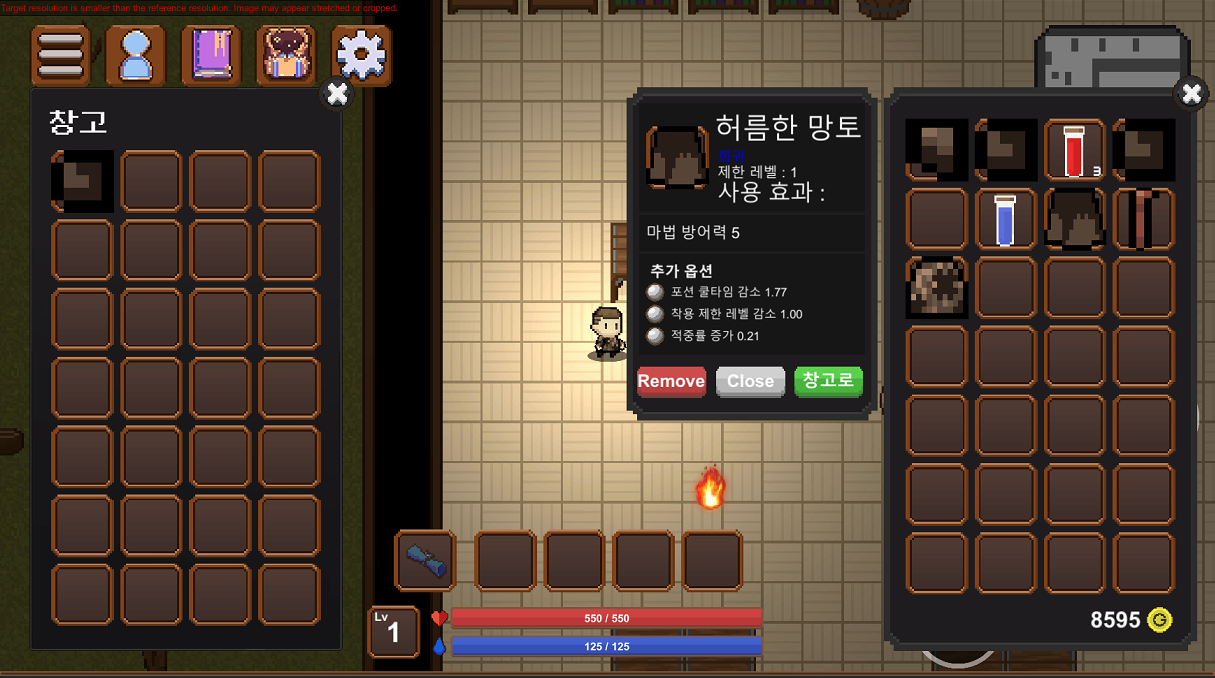 Target resolution is smaller than the reference resolution: Image may appear stretched or cropped.
창고
허름한 망토
희귀
제한 레벨 : 1
사용 효과 :
마법 방어력 5
추가 옵션
포션 쿨타임 감소 1.77
착용 제한 레벨 감소 1.00
적중률 증가 0.21
Remove
Close
창고로
3
Lv
1
550 / 550
125 / 125
8595